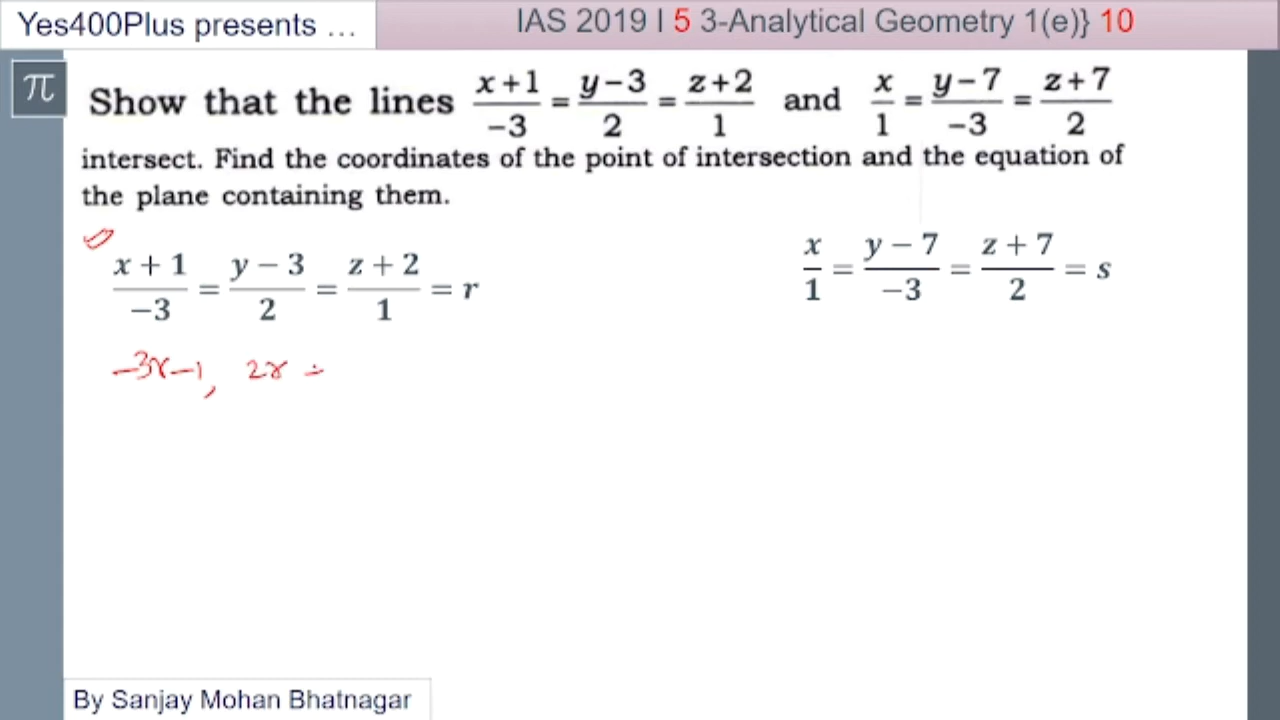 Yes400Plus presents …
IAS 2019 I 5 3-Analytical Geometry 1(e)} 10
π
Show that the lines (x+1)/-3 = (y-3)/2 = (z+2)/1 and x/1 = (y-7)/-3 = (z+7)/2
intersect. Find the coordinates of the point of intersection and the equation of
the plane containing them.
(x + 1)/-3 = (y - 3)/2 = (z + 2)/1 = r
x/1 = (y - 7)/-3 = (z + 7)/2 = s
-3r-1, 2r
By Sanjay Mohan Bhatnagar